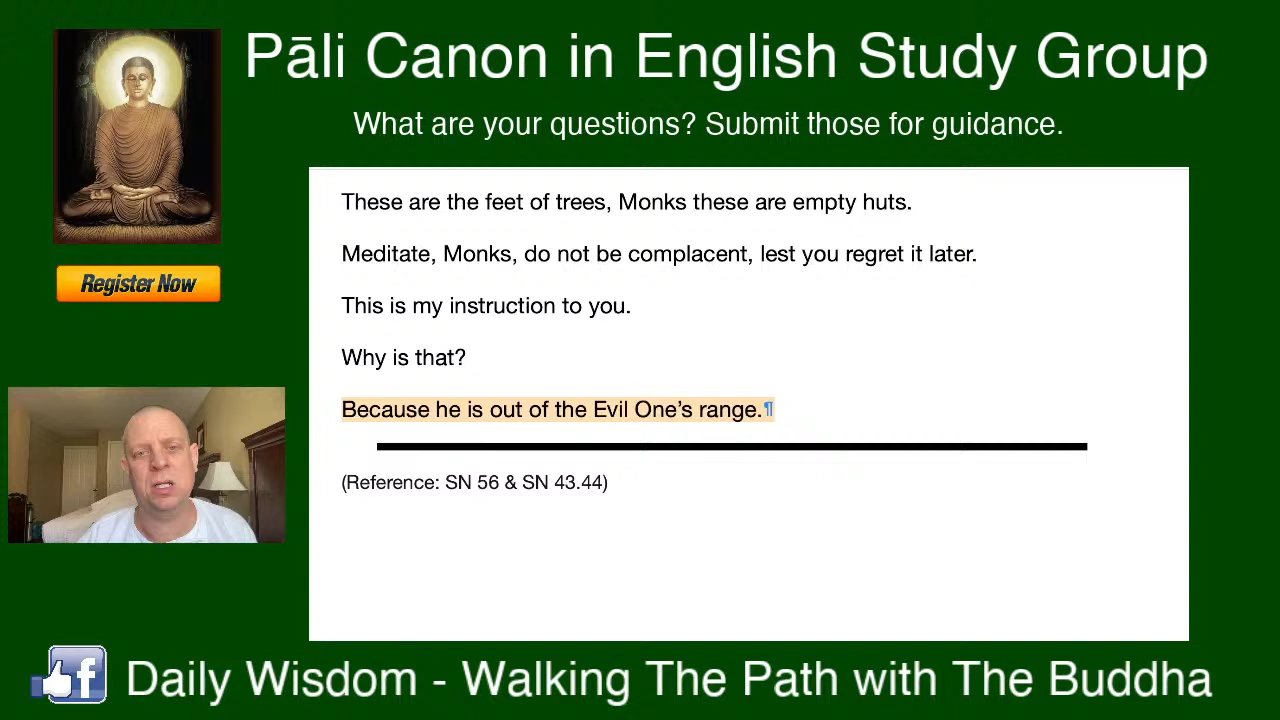 Pāli Canon in English Study Group
What are your questions? Submit those for guidance.
These are the feet of trees, Monks these are empty huts.
Meditate, Monks, do not be complacent, lest you regret it later.
Register Now
This is my instruction to you.
Why is that?
Because he is out of the Evil One’s range.¶
(Reference: SN 56 & SN 43.44)
f
Daily Wisdom - Walking The Path with The Buddha